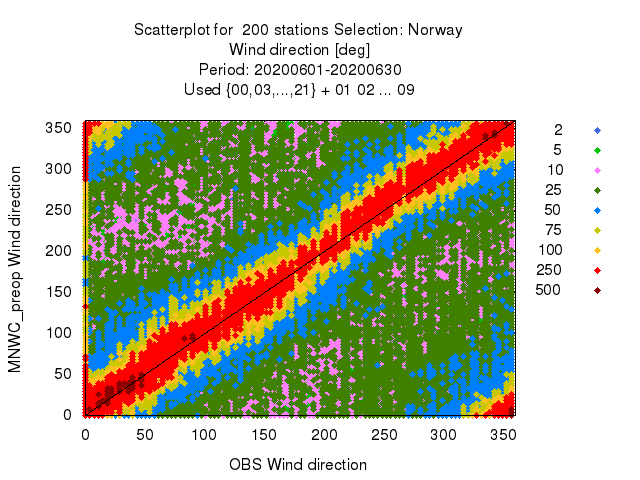 Scatterplot for 200 stations Selection: Norway
Wind direction [deg]
Period: 20200601-20200630
Used {00,03,...,21} + 01 02 ... 09
MNWC_preop Wind direction
350
300
250
200
150
100
50
0
0 50 100 150 200 250 300 350
OBS Wind direction
2
5
10
25
50
75
100
250
500